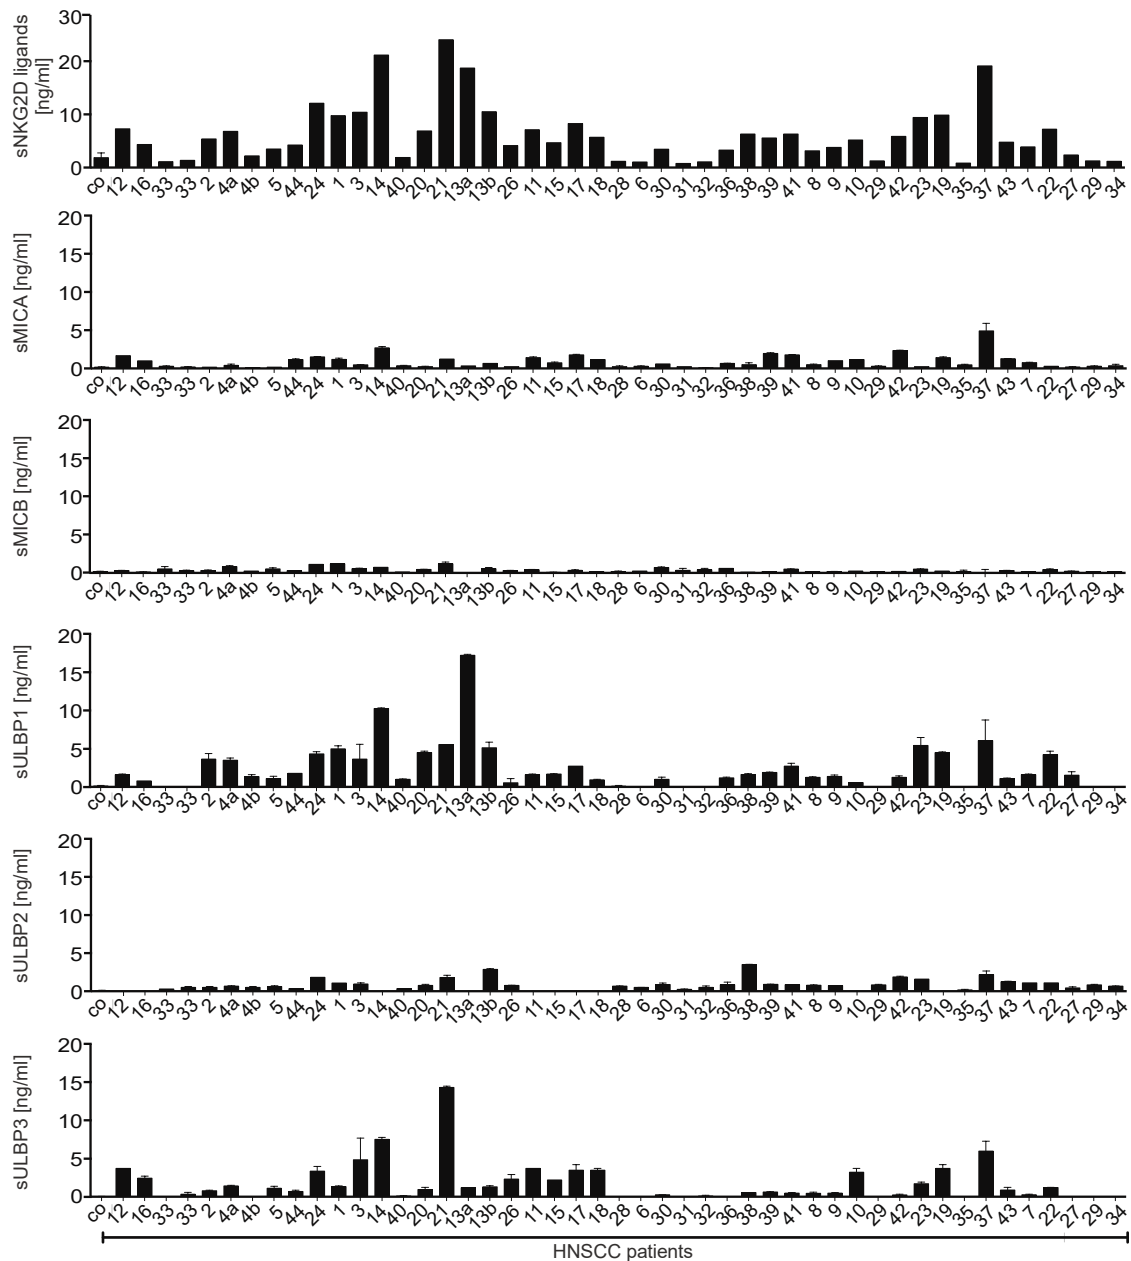 30
20
10
0
sNKG2D ligands
[ng/ml]
co 12 16 33 33 2 4a 4b 5 44 24 1 3 14 40 20 21 13a 13b 26 11 15 17 18 28 6 30 31 32 36 38 39 41 8 9 10 29 42 23 19 35 37 43 7 22 27 29 34
20
15
10
5
0
sMICA [ng/ml]
co 12 16 33 33 2 4a 4b 5 44 24 1 3 14 40 20 21 13a 13b 26 11 15 17 18 28 6 30 31 32 36 38 39 41 8 9 10 29 42 23 19 35 37 43 7 22 27 29 34
20
15
10
5
0
sMICB [ng/ml]
co 12 16 33 33 2 4a 4b 5 44 24 1 3 14 40 20 21 13a 13b 26 11 15 17 18 28 6 30 31 32 36 38 39 41 8 9 10 29 42 23 19 35 37 43 7 22 27 29 34
20
15
10
5
0
sULBP1 [ng/ml]
co 12 16 33 33 2 4a 4b 5 44 24 1 3 14 40 20 21 13a 13b 26 11 15 17 18 28 6 30 31 32 36 38 39 41 8 9 10 29 42 23 19 35 37 43 7 22 27 29 34
20
15
10
5
0
sULBP2 [ng/ml]
co 12 16 33 33 2 4a 4b 5 44 24 1 3 14 40 20 21 13a 13b 26 11 15 17 18 28 6 30 31 32 36 38 39 41 8 9 10 29 42 23 19 35 37 43 7 22 27 29 34
20
15
10
5
0
sULBP3 [ng/ml]
co 12 16 33 33 2 4a 4b 5 44 24 1 3 14 40 20 21 13a 13b 26 11 15 17 18 28 6 30 31 32 36 38 39 41 8 9 10 29 42 23 19 35 37 43 7 22 27 29 34
HNSCC patients